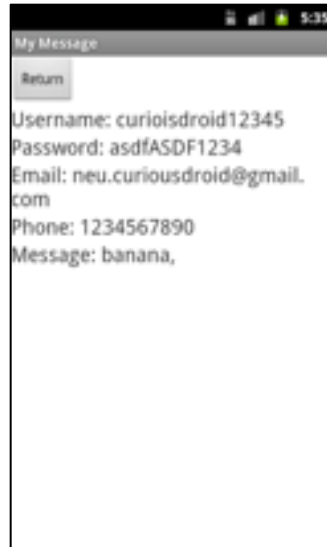 5:35
My Message
Return
Username: curioisdroid12345
Password: asdfASDF1234
Email: neu.curiousdroid@gmail.
com
Phone: 1234567890
Message: banana,